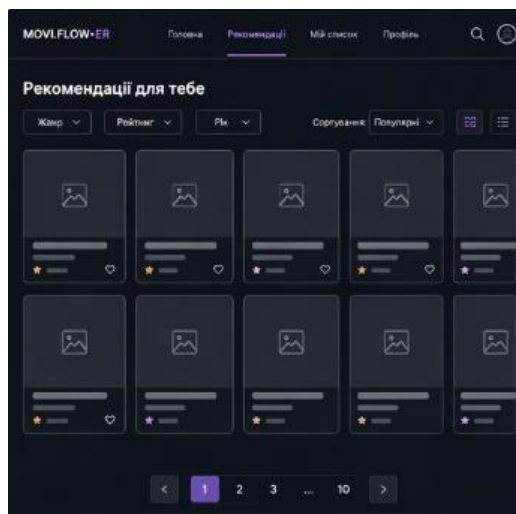 MOVI.FLOW•ER Головна Рекомендації Мій список Профіль
Рекомендації для тебе
Жанр Рейтинг Рік Сортування: Популярні
1 2 3 ... 10